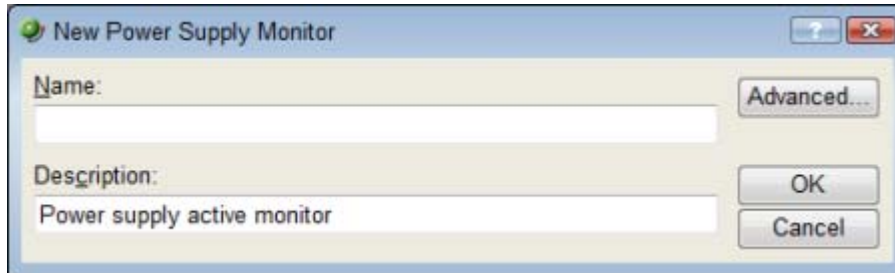 New Power Supply Monitor
?
Name:
Advanced...
Description:
Power supply active monitor
OK
Cancel